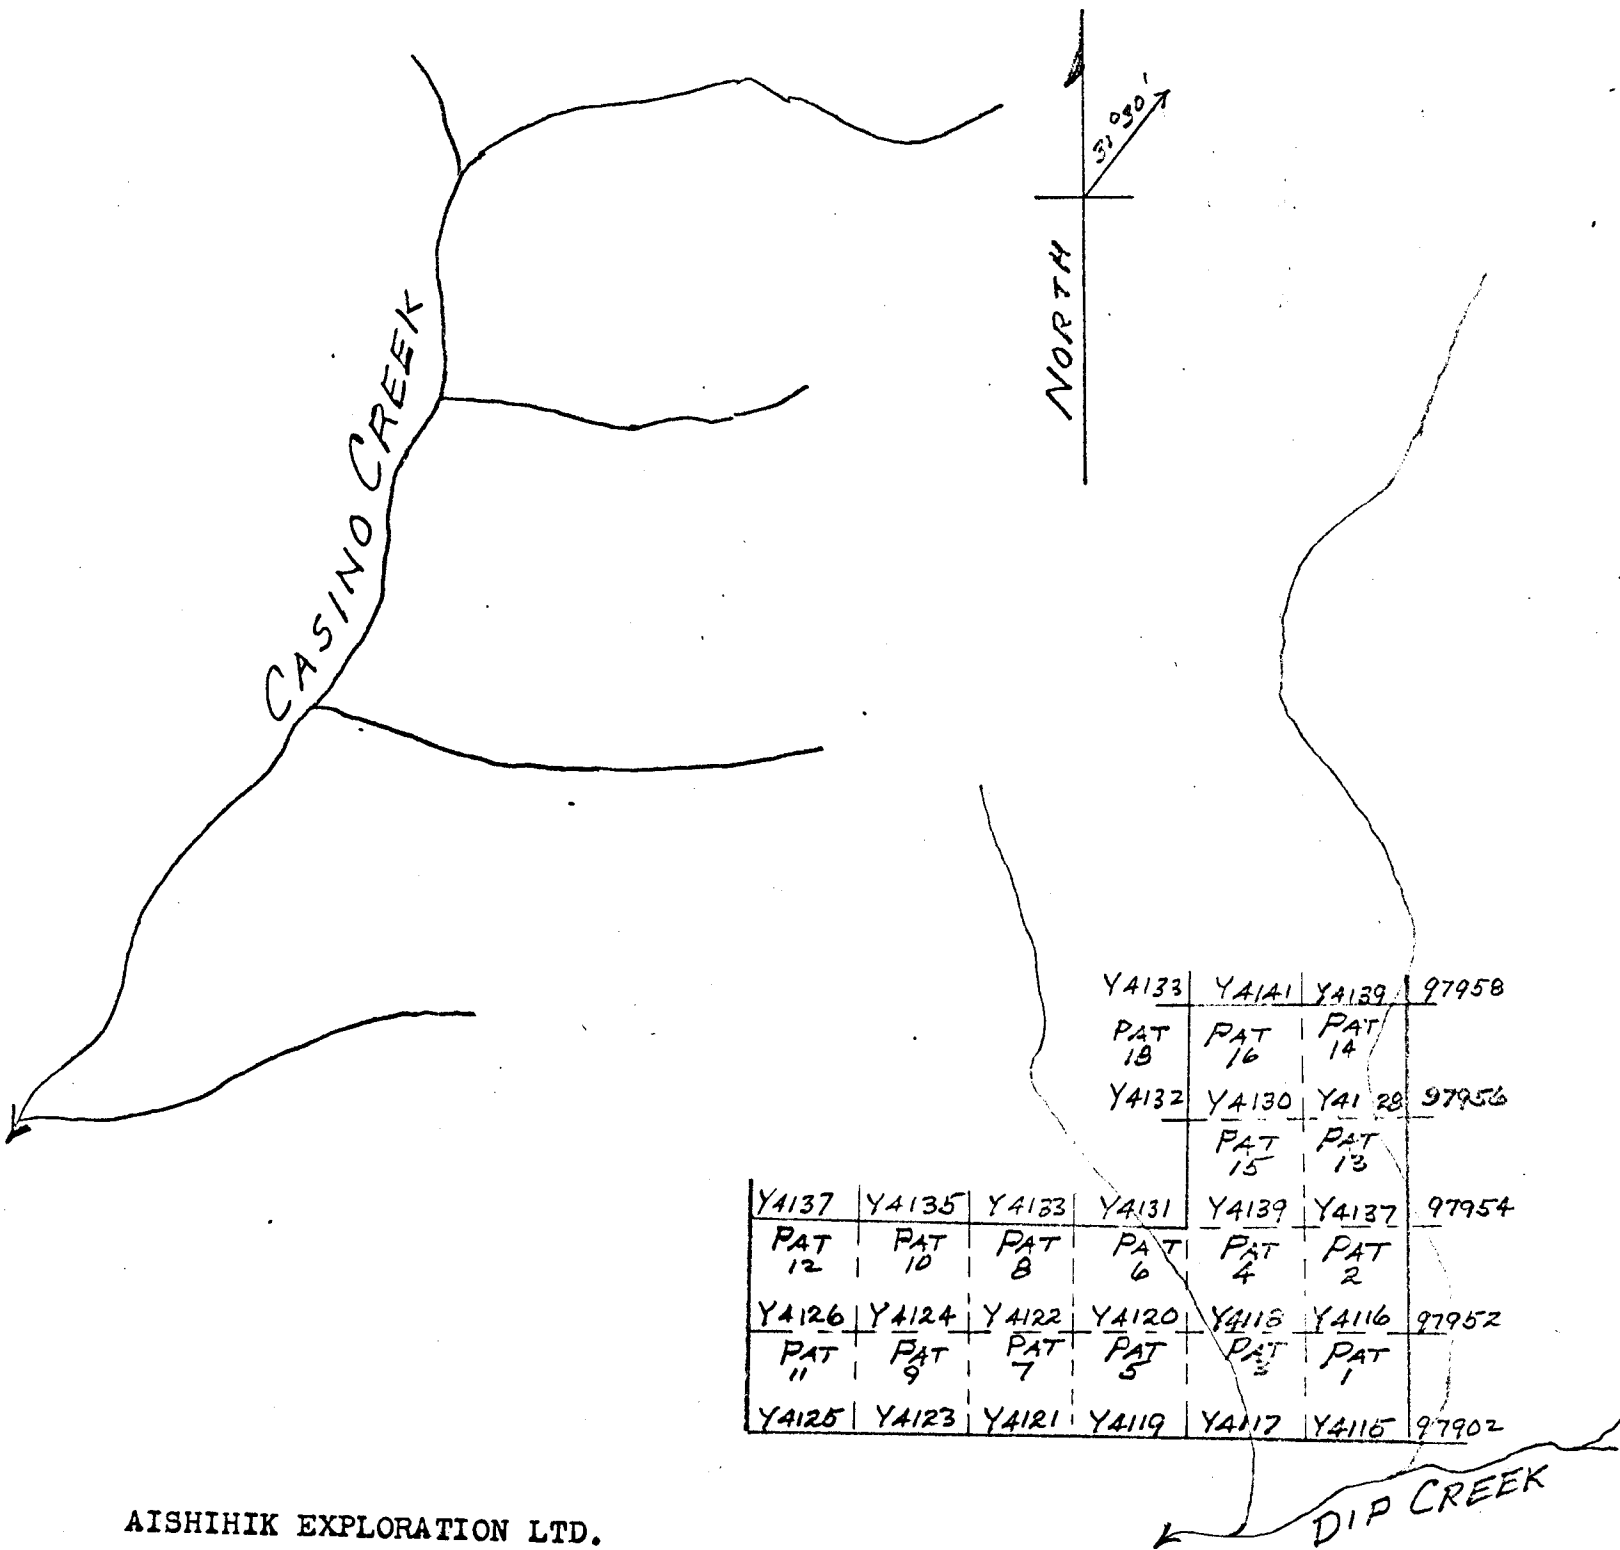 31°30'
NORTH
CASINO CREEK
Y4133 Y4141 Y4139 97958
PAT 18 PAT 16 PAT 14
Y4132 Y4130 Y4128 97956
PAT 15 PAT 13
Y4137 Y4135 Y4133 Y4131 Y4139 Y4137 97954
PAT 12 PAT 10 PAT 8 PAT 6 PAT 4 PAT 2
Y4126 Y4124 Y4122 Y4120 Y4118 Y4116 97952
PAT 11 PAT 9 PAT 7 PAT 5 PAT 3 PAT 1
Y4125 Y4123 Y4121 Y4119 Y4117 Y4115 97902
DIP CREEK
AISHIHIK EXPLORATION LTD.